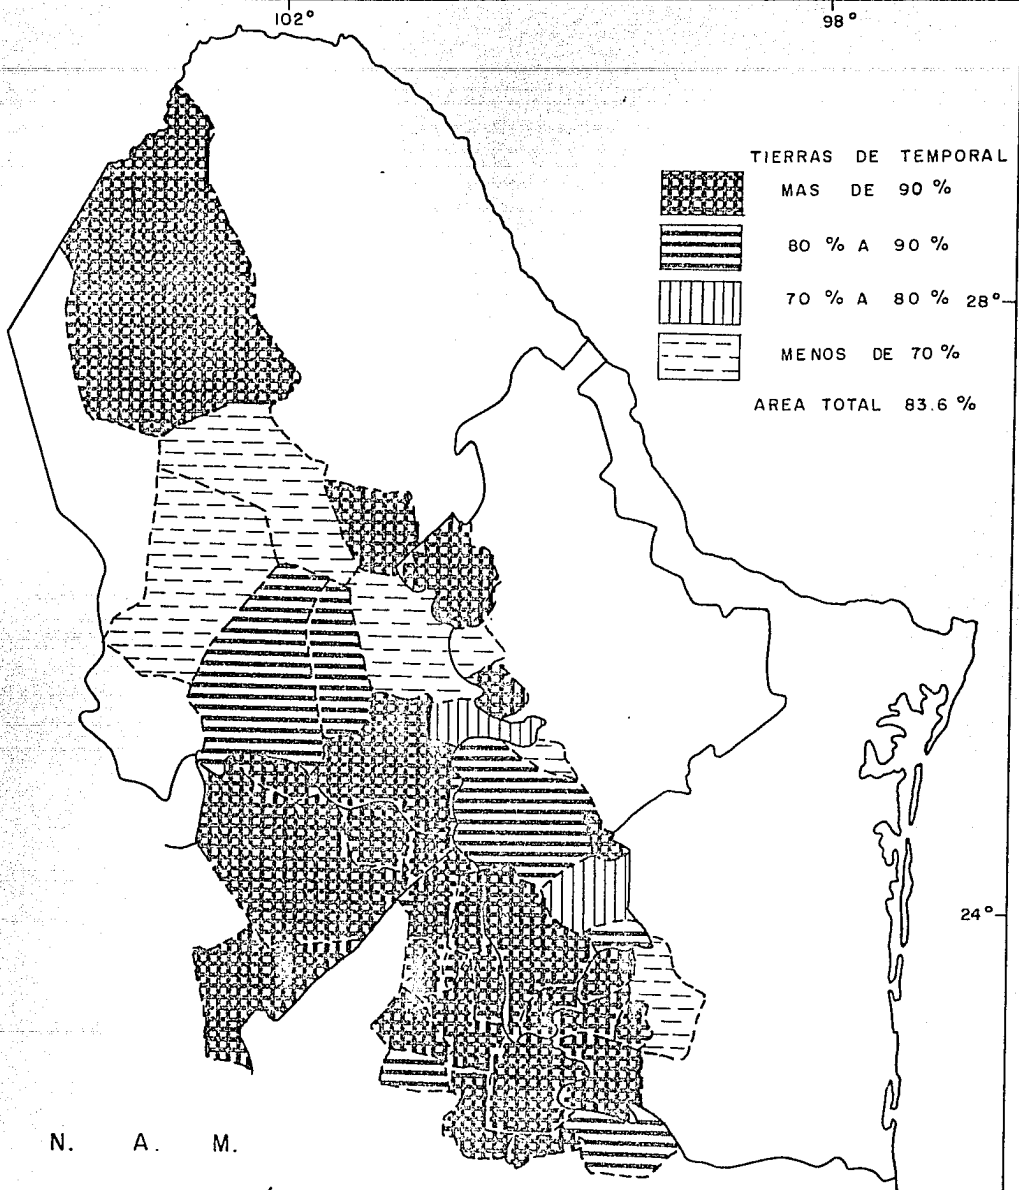 102°
98°
TIERRAS DE TEMPORAL
MAS DE 90 %
80 % A 90 %
70 % A 80 %
28°
MENOS DE 70 %
AREA TOTAL 83.6 %
24°
N. A. M.